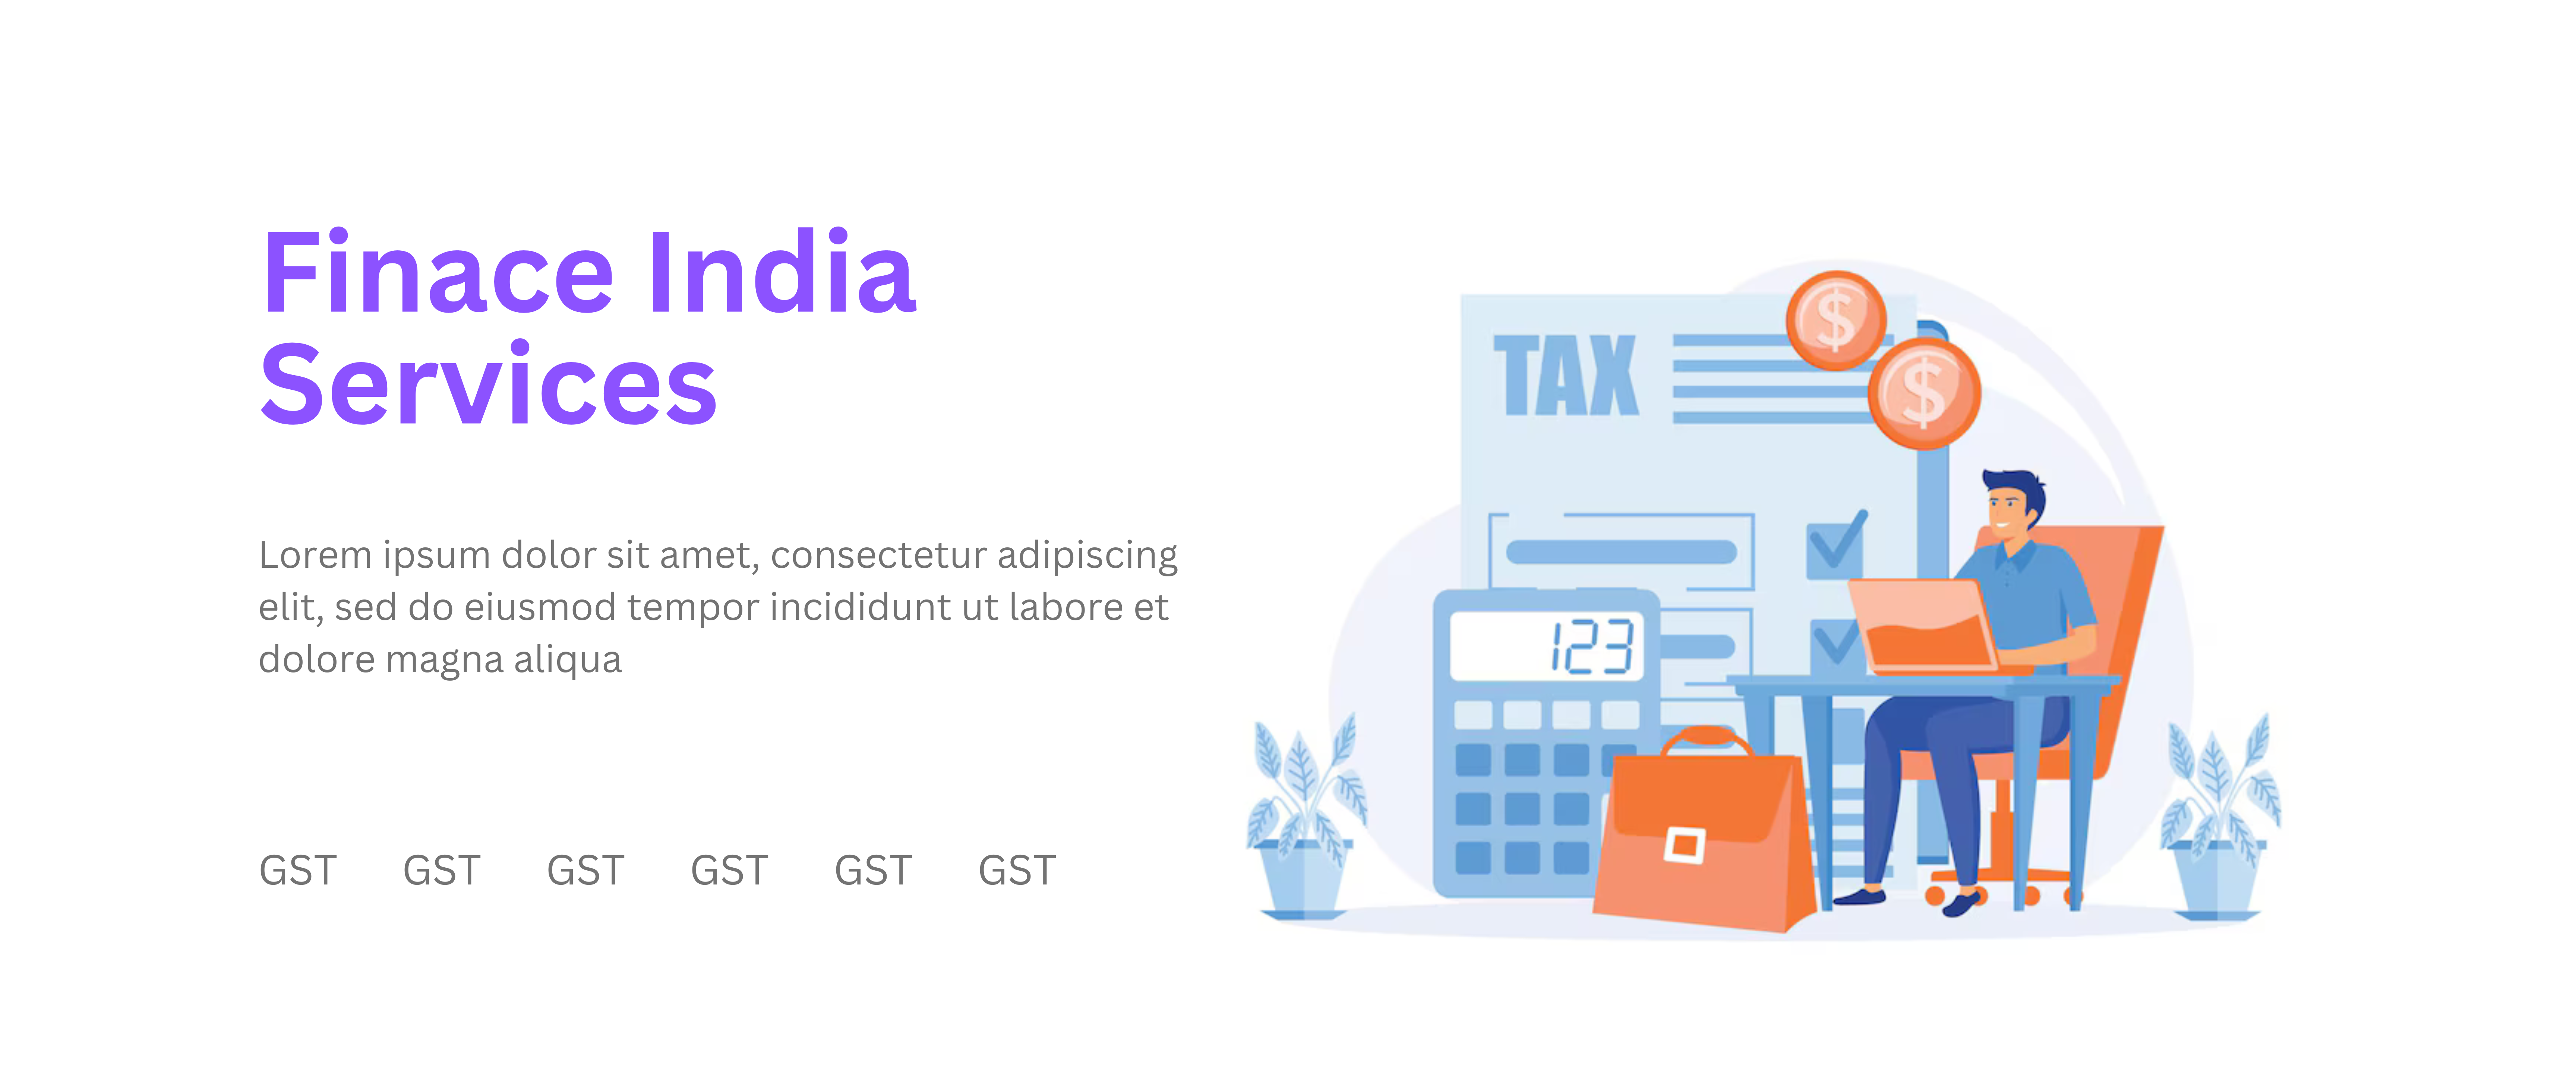 Finace India
Services
Lorem ipsum dolor sit amet, consectetur adipiscing
elit, sed do eiusmod tempor incididunt ut labore et
dolore magna aliqua
GST GST GST GST GST GST
TAX
$
$
123